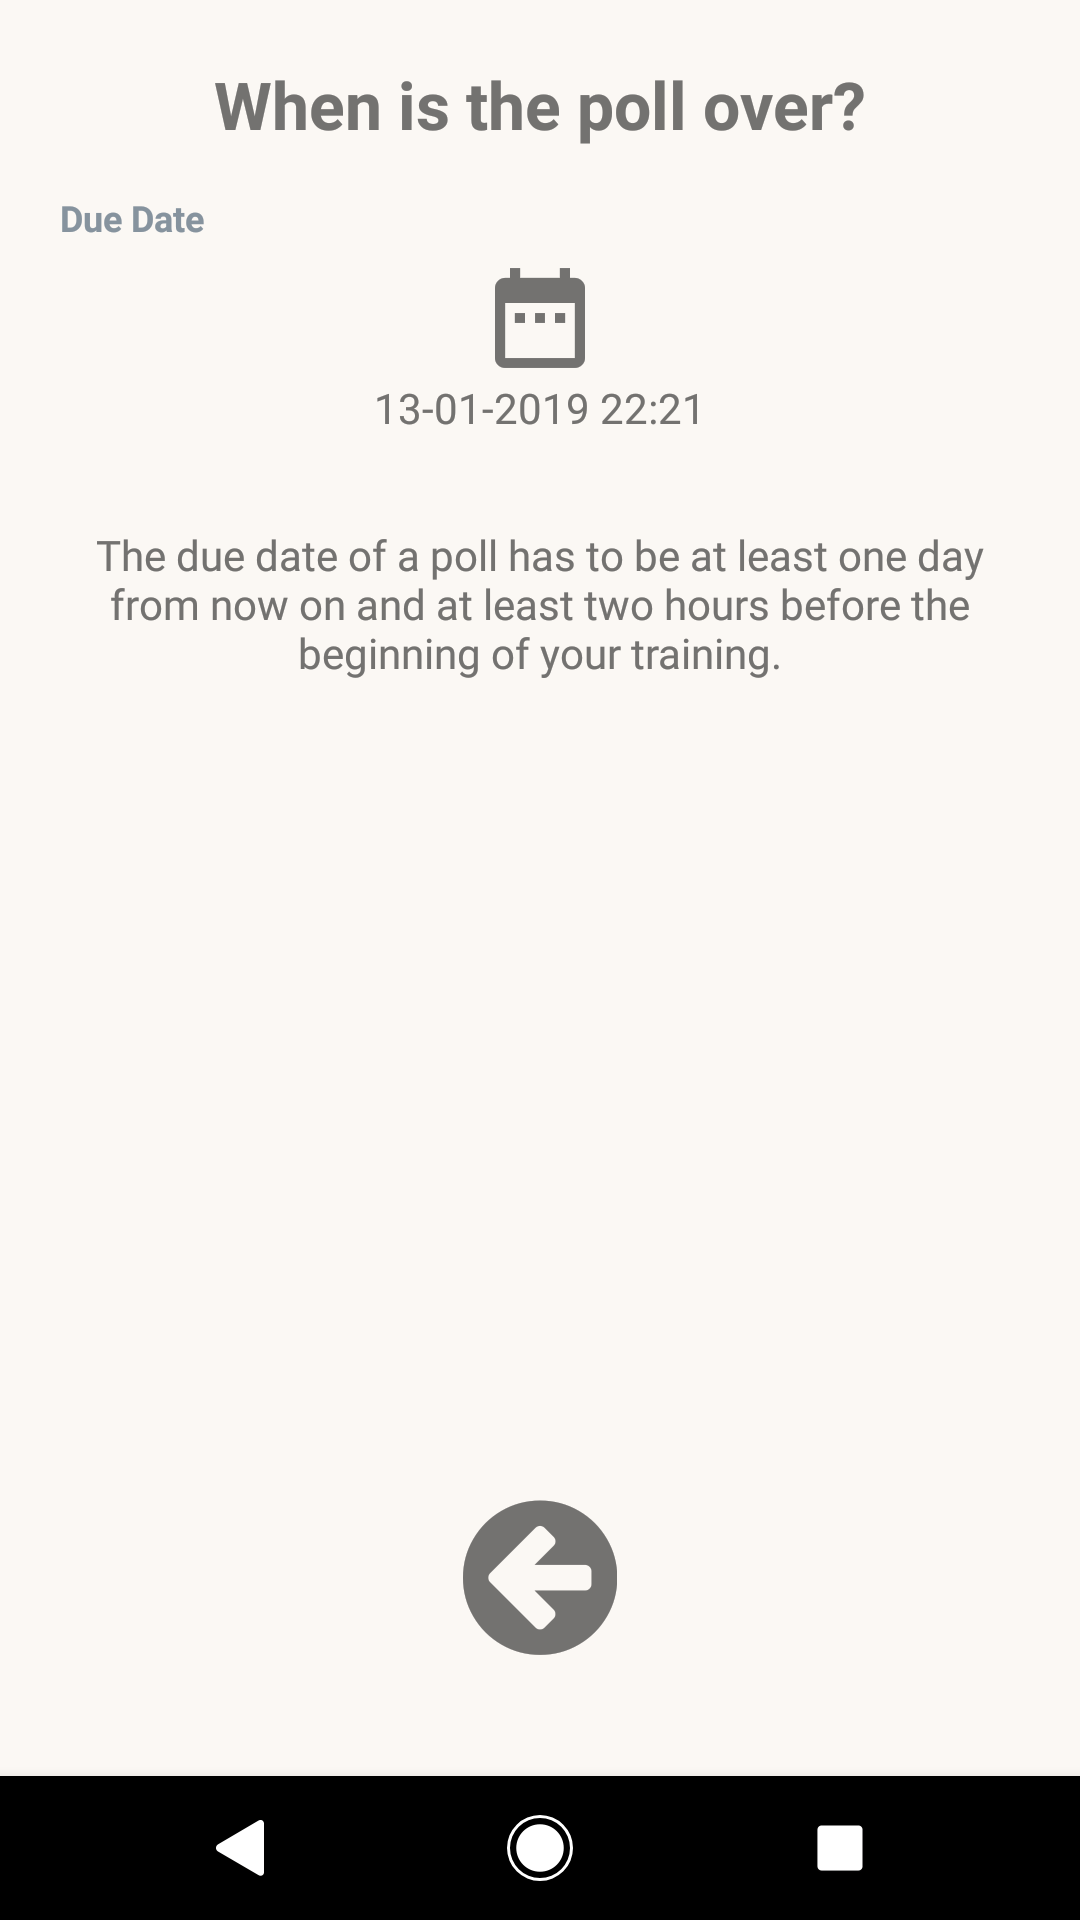 When is the poll over?
Due Date
13-01-2019 22:21
The due date of a poll has to be at least one day
from now on and at least two hours before the
beginning of your training.